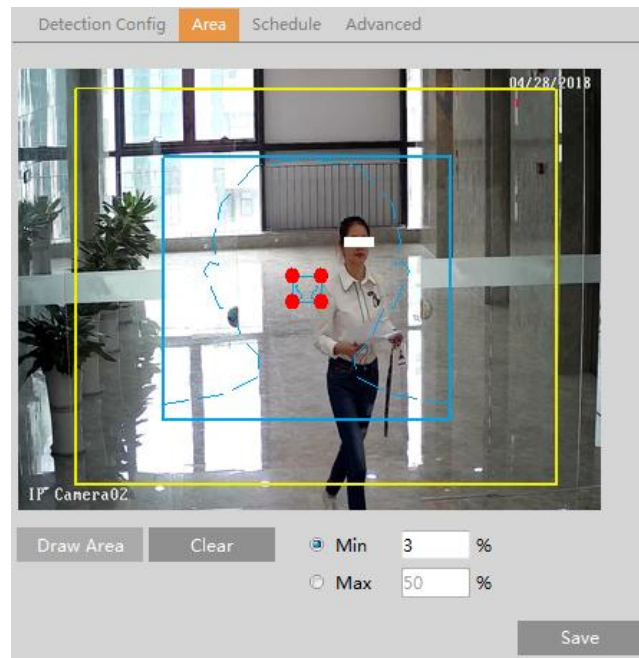 Detection Config Area Schedule Advanced
04/28/2018
IP Camera02
Draw Area Clear Min 3 %
Max 50 %
Save